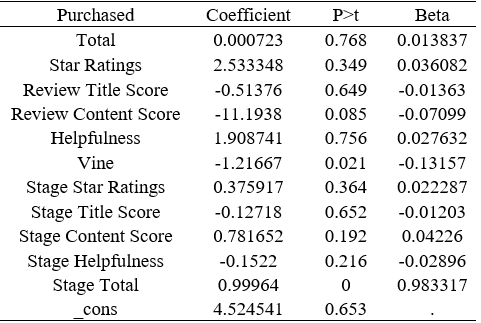 Purchased Coefficient P>t Beta
Total 0.000723 0.768 0.013837
Star Ratings 2.533348 0.349 0.036082
Review Title Score -0.51376 0.649 -0.01363
Review Content Score -11.1938 0.085 -0.07099
Helpfulness 1.908741 0.756 0.027632
Vine -1.21667 0.021 -0.13157
Stage Star Ratings 0.375917 0.364 0.022287
Stage Title Score -0.12718 0.652 -0.01203
Stage Content Score 0.781652 0.192 0.04226
Stage Helpfulness -0.1522 0.216 -0.02896
Stage Total 0.99964 0 0.983317
_cons 4.524541 0.653 .